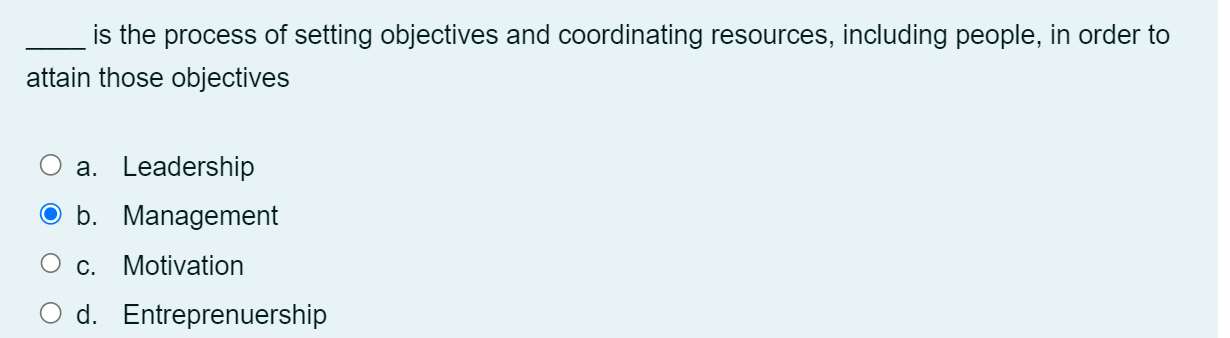 ____ is the process of setting objectives and coordinating resources, including people, in order to
attain those objectives
a. Leadership
b. Management
c. Motivation
d. Entreprenuership